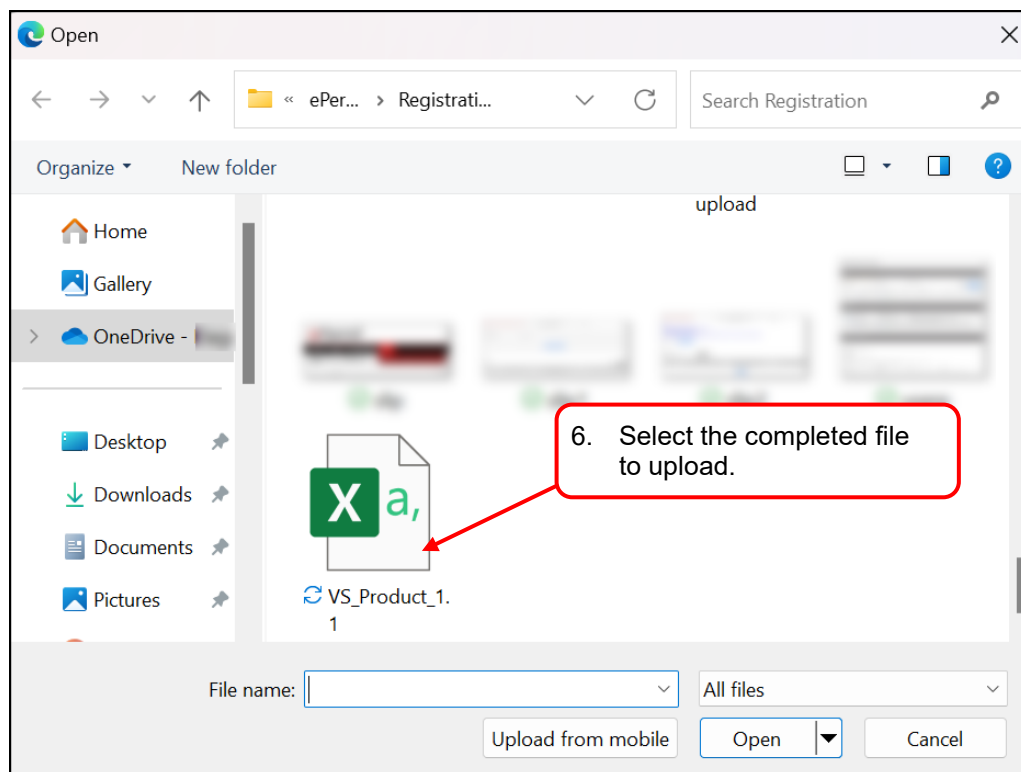 Open
« ePer... > Registrati...
Search Registration
Organize
New folder
upload
Home
Gallery
OneDrive -
Desktop
Downloads
Documents
Pictures
6. Select the completed file
to upload.
X a,
VS_Product_1.
1
File name:
All files
Upload from mobile
Open
Cancel